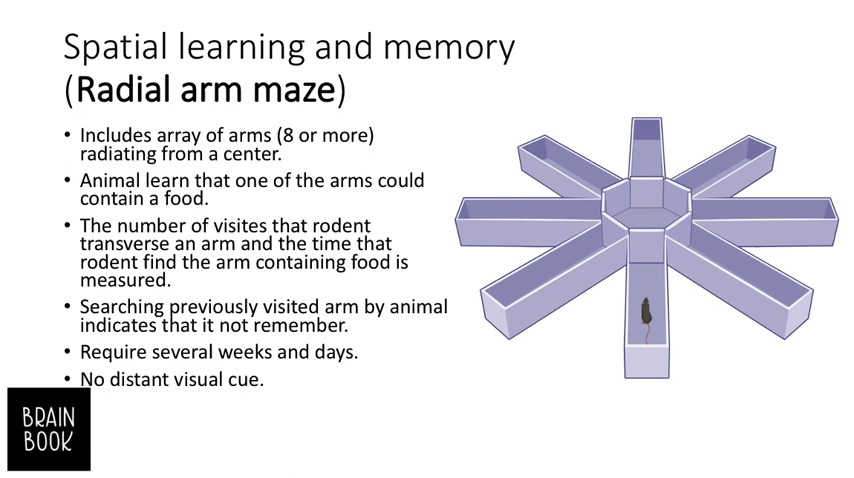 Spatial learning and memory
(Radial arm maze)
• Includes array of arms (8 or more)
radiating from a center.
• Animal learn that one of the arms could
contain a food.
• The number of visites that rodent
transverse an arm and the time that
rodent find the arm containing food is
measured.
• Searching previously visited arm by animal
indicates that it not remember.
• Require several weeks and days.
• No distant visual cue.
BRAIN
BOOK